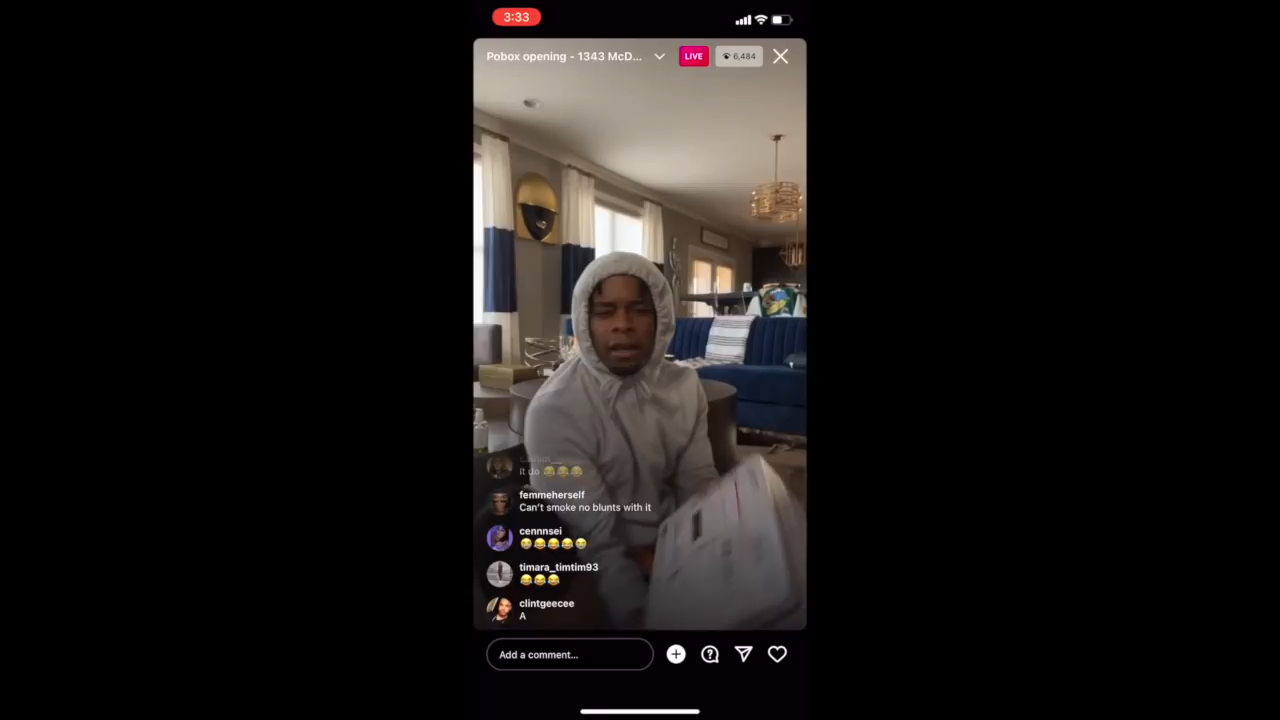 3:33
Pobox opening - 1343 McD...
LIVE
6,484
It do 😂😂😂
femmeherself
Can't smoke no blunts with it
cennnsei
😭😂😂😂😭
timara_timtim93
😂😂😂
clintgeecee
A
Add a comment...